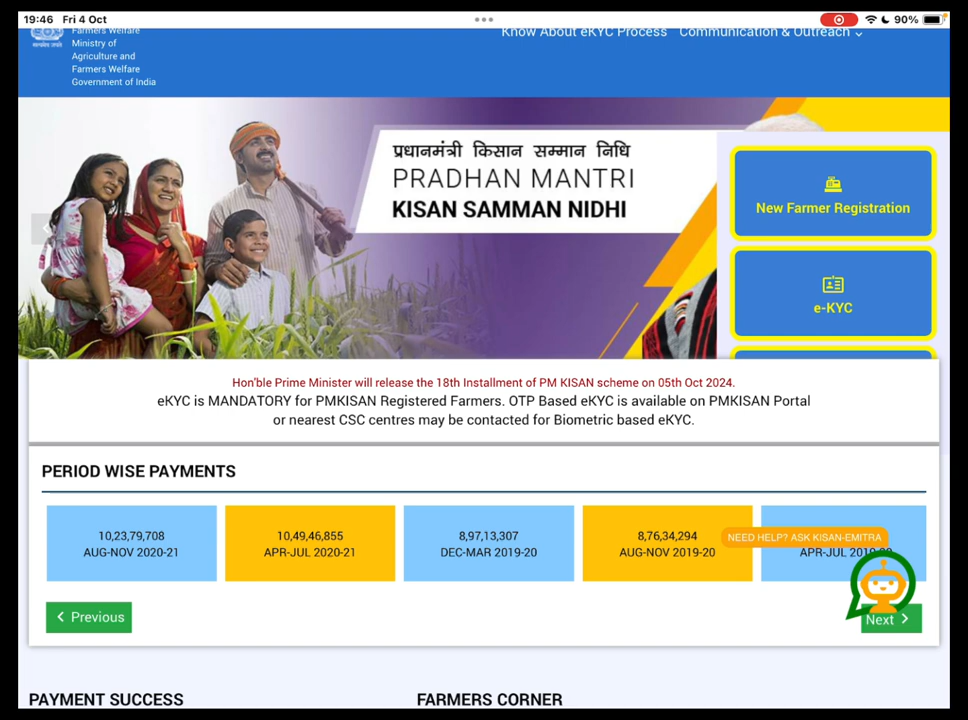 19:46 Fri 4 Oct
90%
Farmers Welfare
Ministry of
Agriculture and
Farmers Welfare
Government of India
Know About eKYC Process Communication & Outreach
प्रधानमंत्री किसान सम्मान निधि
PRADHAN MANTRI
KISAN SAMMAN NIDHI
New Farmer Registration
e-KYC
Hon'ble Prime Minister will release the 18th Installment of PM KISAN scheme on 05th Oct 2024.
eKYC is MANDATORY for PMKISAN Registered Farmers. OTP Based eKYC is available on PMKISAN Portal
or nearest CSC centres may be contacted for Biometric based eKYC.
PERIOD WISE PAYMENTS
10,23,79,708
AUG-NOV 2020-21
10,49,46,855
APR-JUL 2020-21
8,97,13,307
DEC-MAR 2019-20
8,76,34,294
AUG-NOV 2019-20
NEED HELP? ASK KISAN-EMITRA
APR-JUL
Previous
Next
PAYMENT SUCCESS
FARMERS CORNER